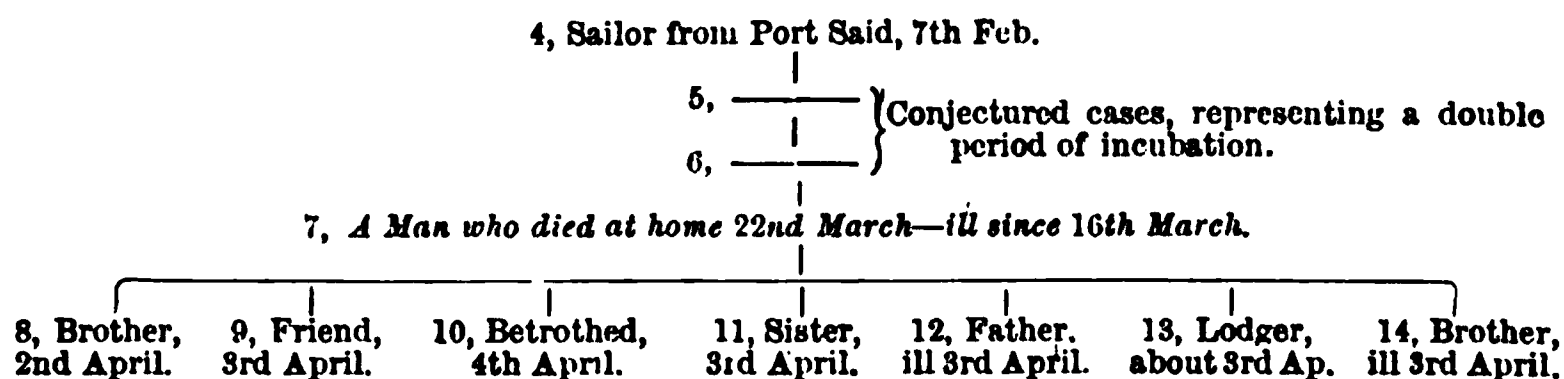 4, Sailor from Port Said, 7th Feb.
5,
Conjectured cases, representing a double
period of incubation.
6,
7, A Man who died at home 22nd March—ill since 16th March.
8, Brother, 9, Friend, 10, Betrothed, 11, Sister, 12, Father. 13, Lodger, 14, Brother,
2nd April. 3rd April. 4th April. 3rd April. ill 3rd April. about 3rd Ap. ill 3rd April.